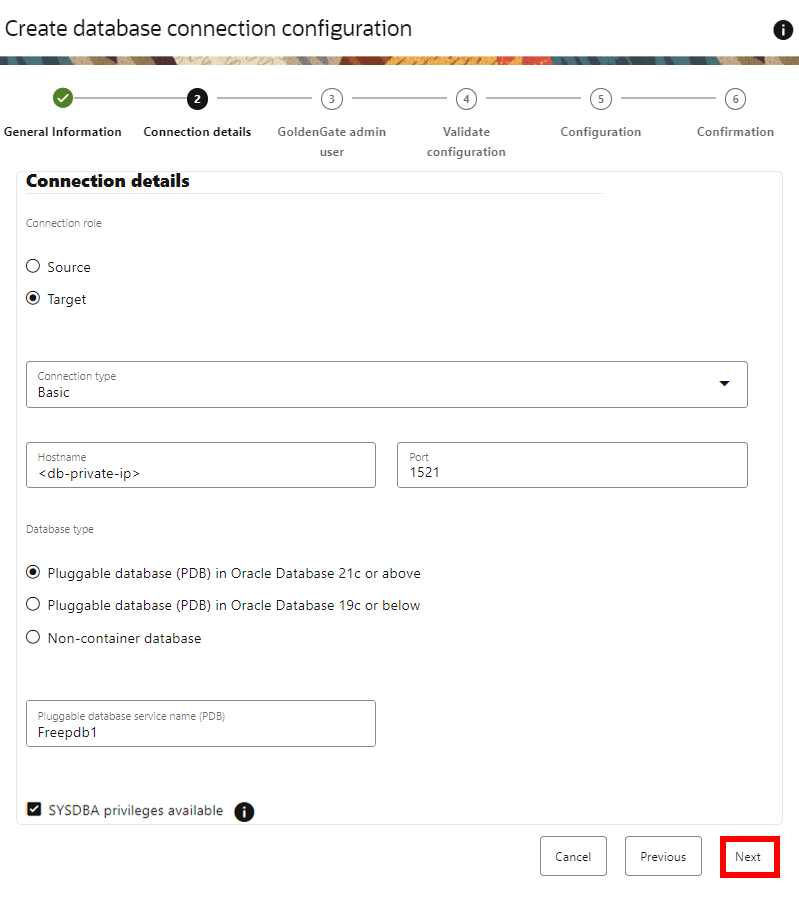 Create database connection configuration
i
2
3
4
5
6
General Information
Connection details
GoldenGate admin
user
Validate
configuration
Configuration
Confirmation
Connection details
Connection role
Source
Target
Connection type
Basic
Hostname
<db-private-ip>
Port
1521
Database type
Pluggable database (PDB) in Oracle Database 21c or above
Pluggable database (PDB) in Oracle Database 19c or below
Non-container database
Pluggable database service name (PDB)
Freepdb1
SYSDBA privileges available
i
Cancel
Previous
Next